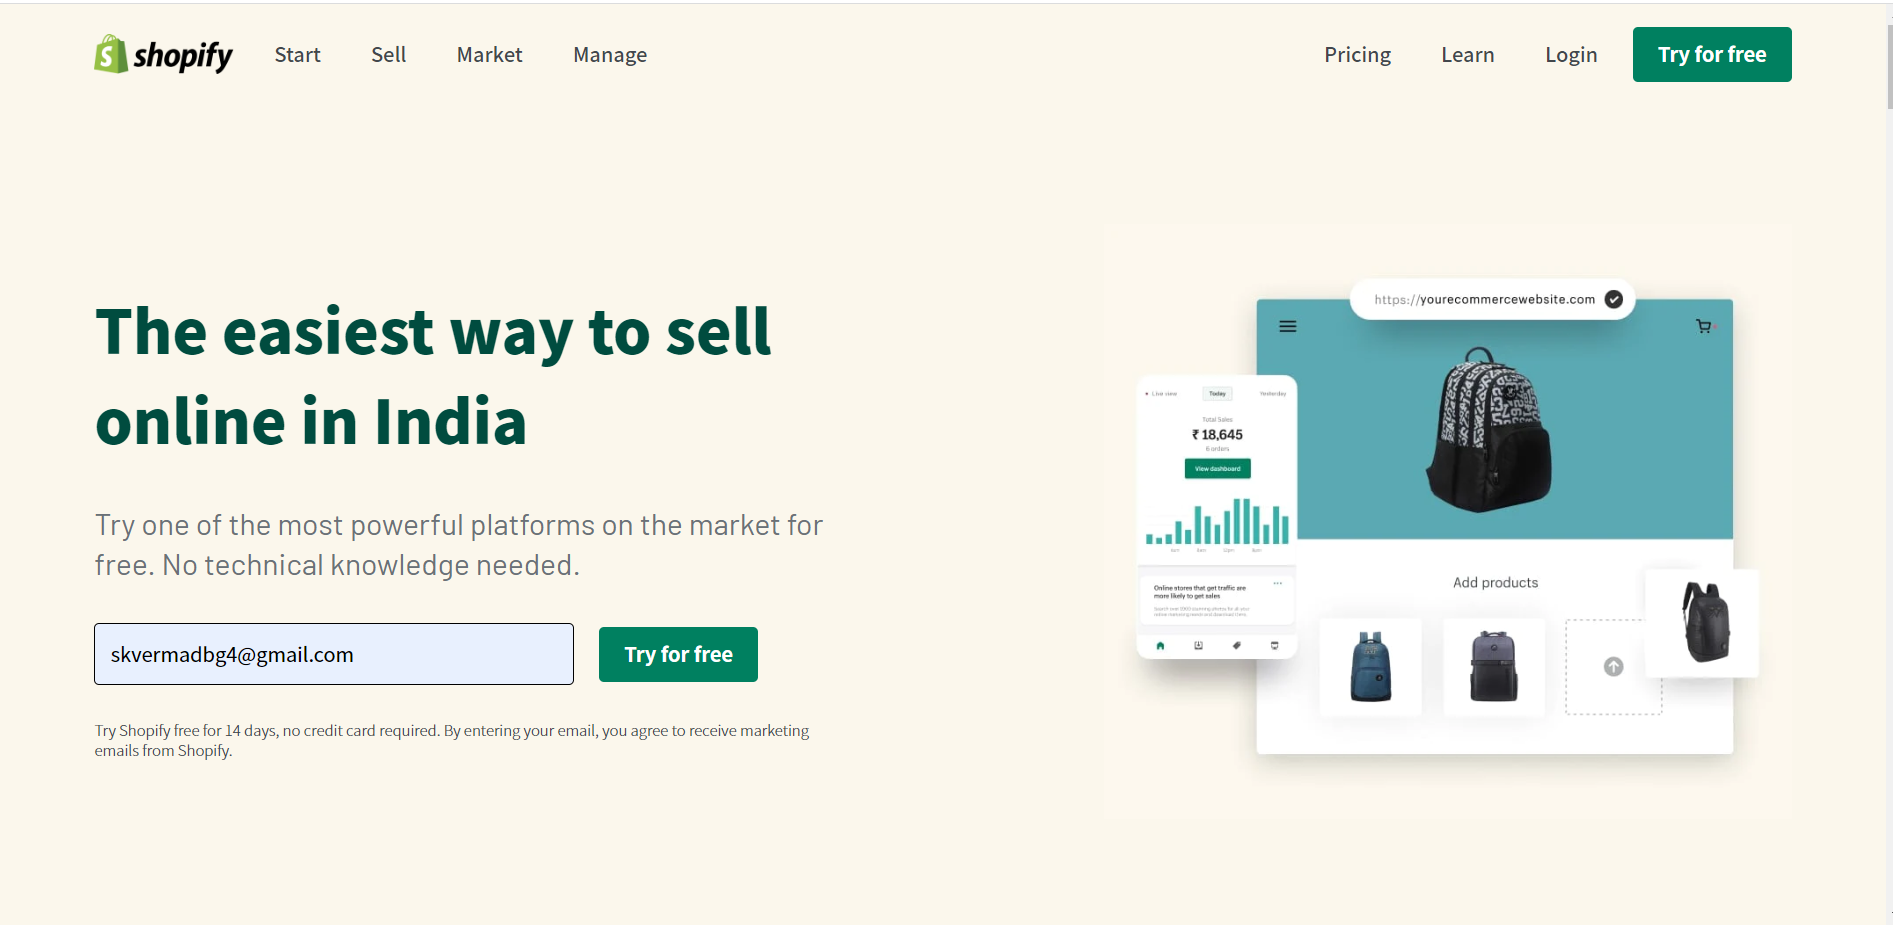 shopify
Start
Sell
Market
Manage
Pricing
Learn
Login
Try for free
The easiest way to sell
online in India
Try one of the most powerful platforms on the market for
free. No technical knowledge needed.
skvermadbg4@gmail.com
Try for free
Try Shopify free for 14 days, no credit card required. By entering your email, you agree to receive marketing
emails from Shopify.
https://yourecommercewebsite.com
Live view
Today
Yesterday
Total Sales
₹ 18,645
6 orders
View dashboard
Online stores that get traffic are
more likely to get sales
Add products